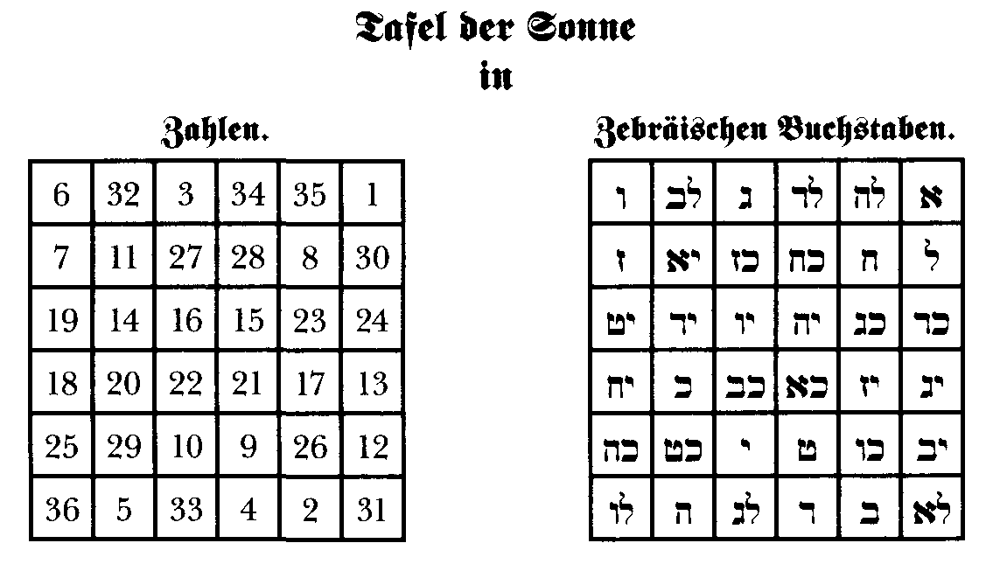 Tafel der Sonne
in
Zahlen.
6 32 3 34 35 1
7 11 27 28 8 30
19 14 16 15 23 24
18 20 22 21 17 13
25 29 10 9 26 12
36 5 33 4 2 31
Zebräischen Buchstaben.
א לה לד ג לב ו
ל ח כח כז יא ז
כד כג יה יו יד יט
יג יז כא כב כ יח
יב כו ט י כט כה
לא ב ד לג ה לו